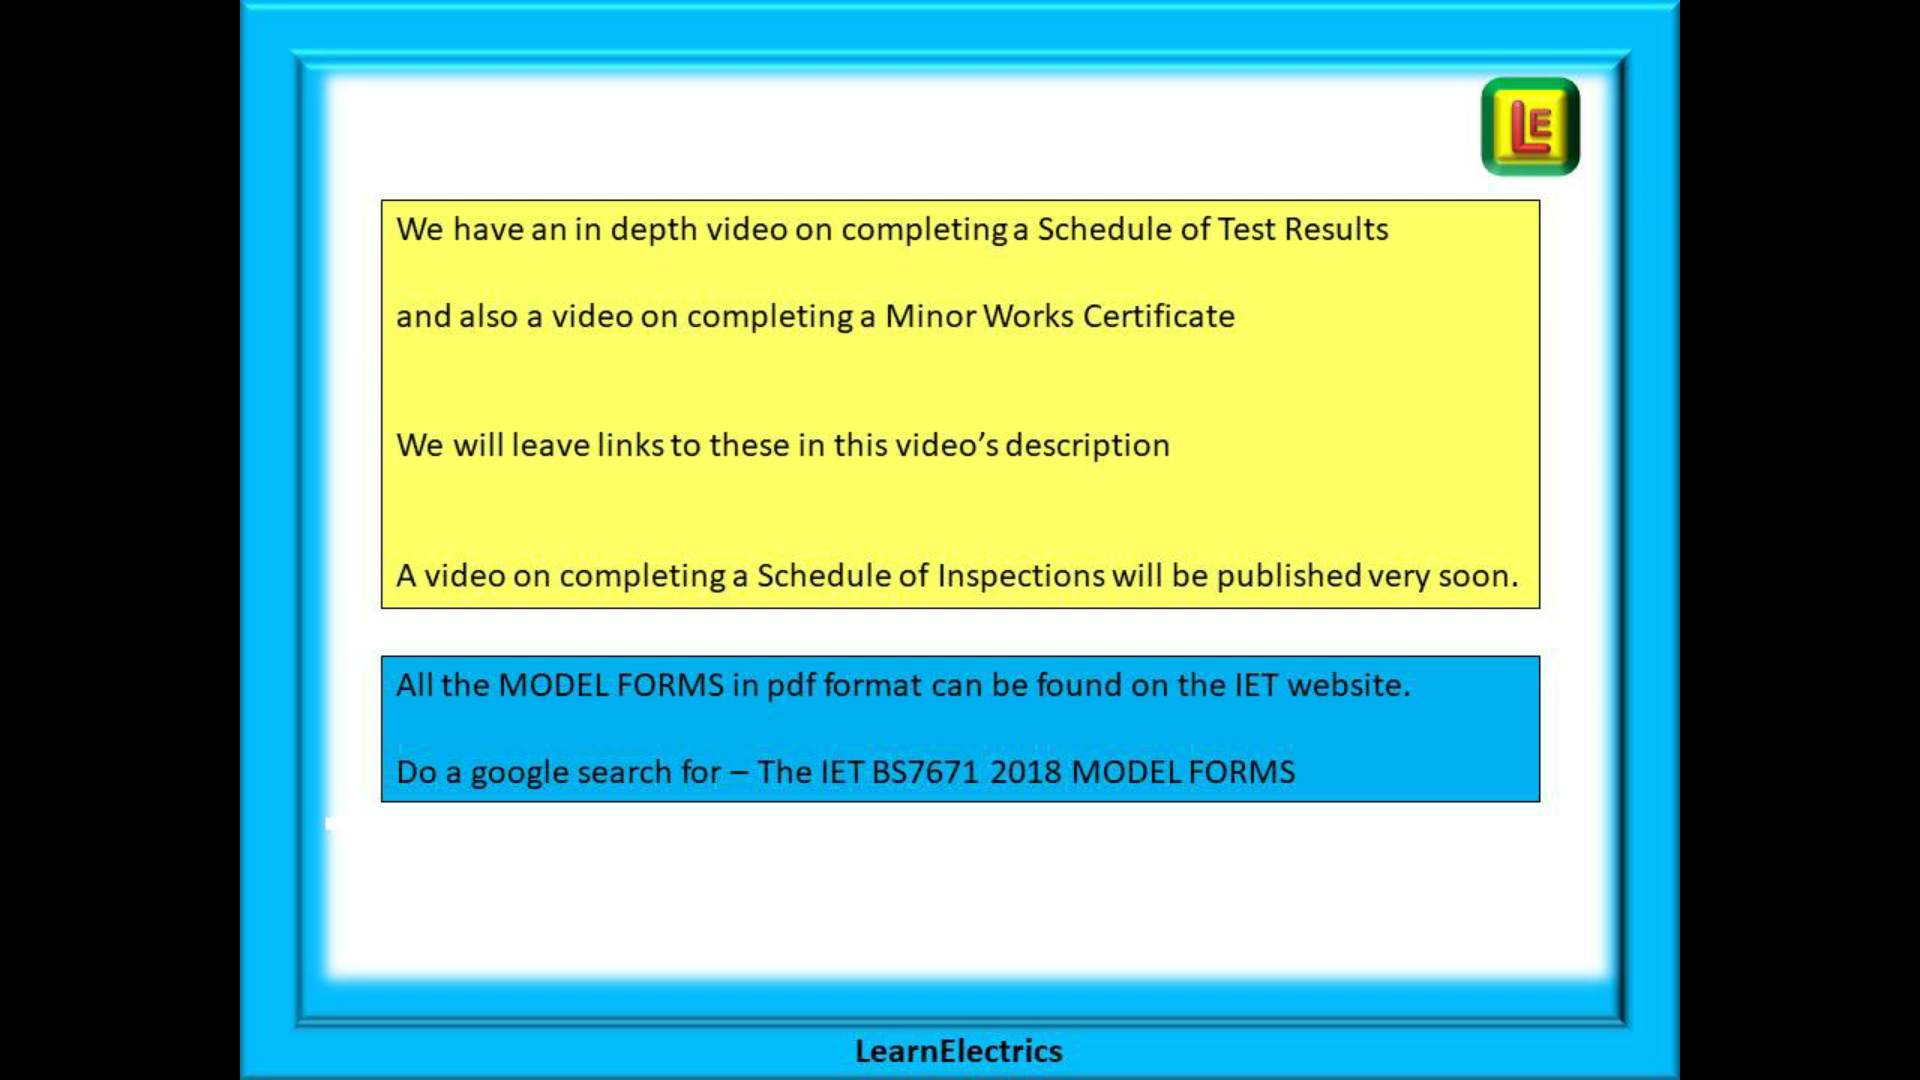 LE
We have an in depth video on completing a Schedule of Test Results
and also a video on completing a Minor Works Certificate
We will leave links to these in this video’s description
A video on completing a Schedule of Inspections will be published very soon.
All the MODEL FORMS in pdf format can be found on the IET website.
Do a google search for – The IET BS7671 2018 MODEL FORMS
LearnElectrics